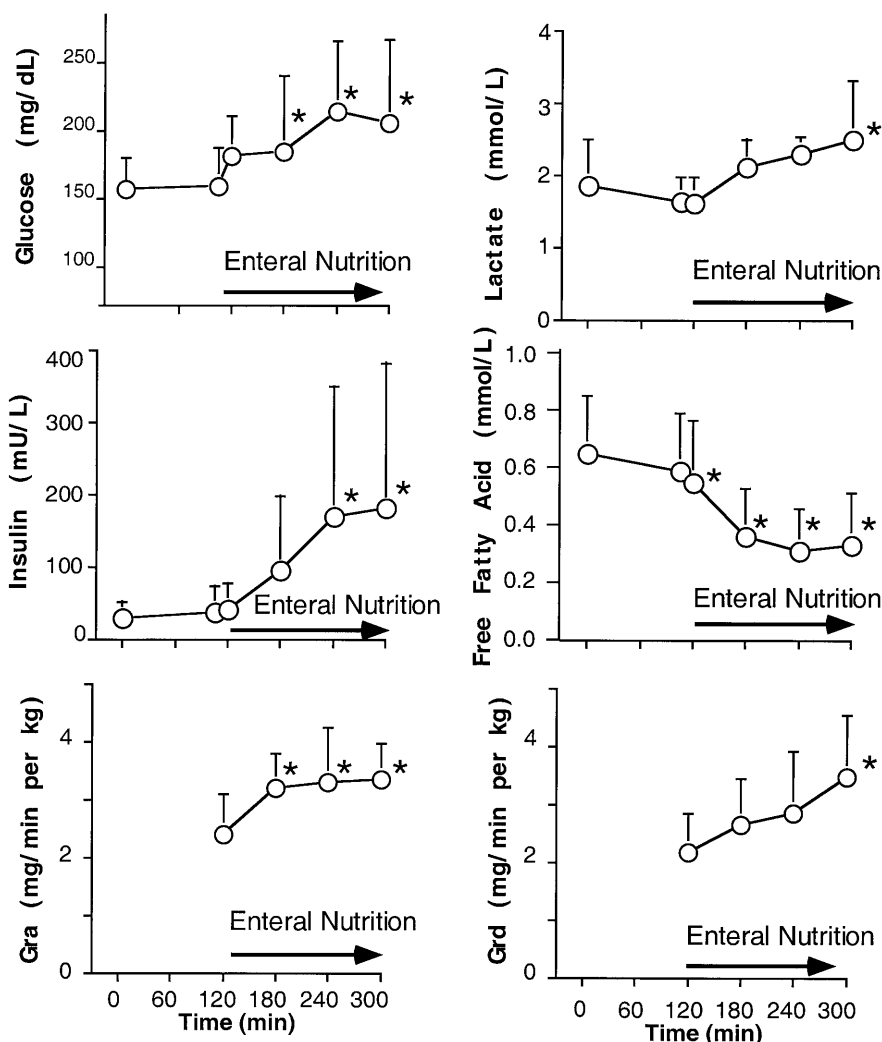 Glucose (mg/ dL)
250
200
150
100
*
*
*
Enteral Nutrition
Lactate (mmol/ L)
4
3
2
1
0
*
Enteral Nutrition
Insulin (mU/ L)
400
300
200
100
0
*
*
Enteral Nutrition
Free Fatty Acid (mmol/L)
1.0
0.8
0.6
0.4
0.2
0.0
*
*
*
*
Enteral Nutrition
Gra (mg/min per kg)
4
2
0
*
*
*
Enteral Nutrition
0 60 120 180 240 300
Time (min)
Grd (mg/min per kg)
4
2
0
*
Enteral Nutrition
0 60 120 180 240 300
Time (min)